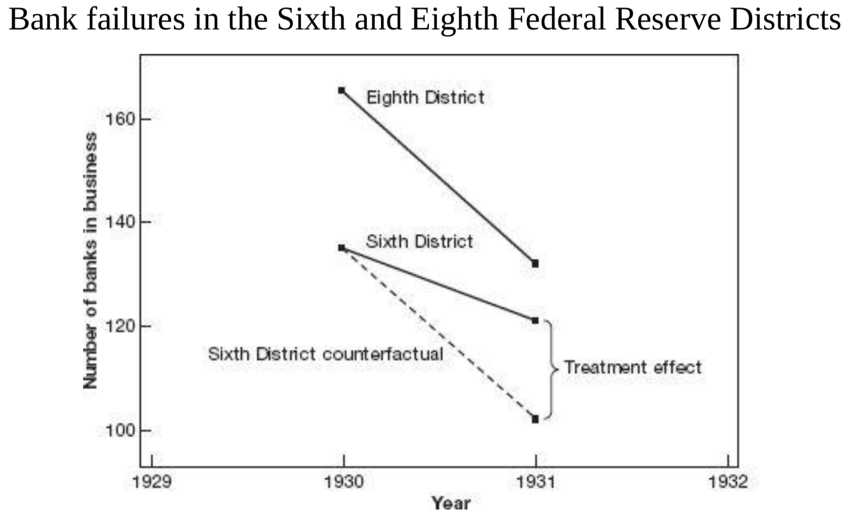 Bank failures in the Sixth and Eighth Federal Reserve Districts
Number of banks in business
160
140
120
100
Eighth District
Sixth District
Sixth District counterfactual
Treatment effect
1929
1930
1931
1932
Year